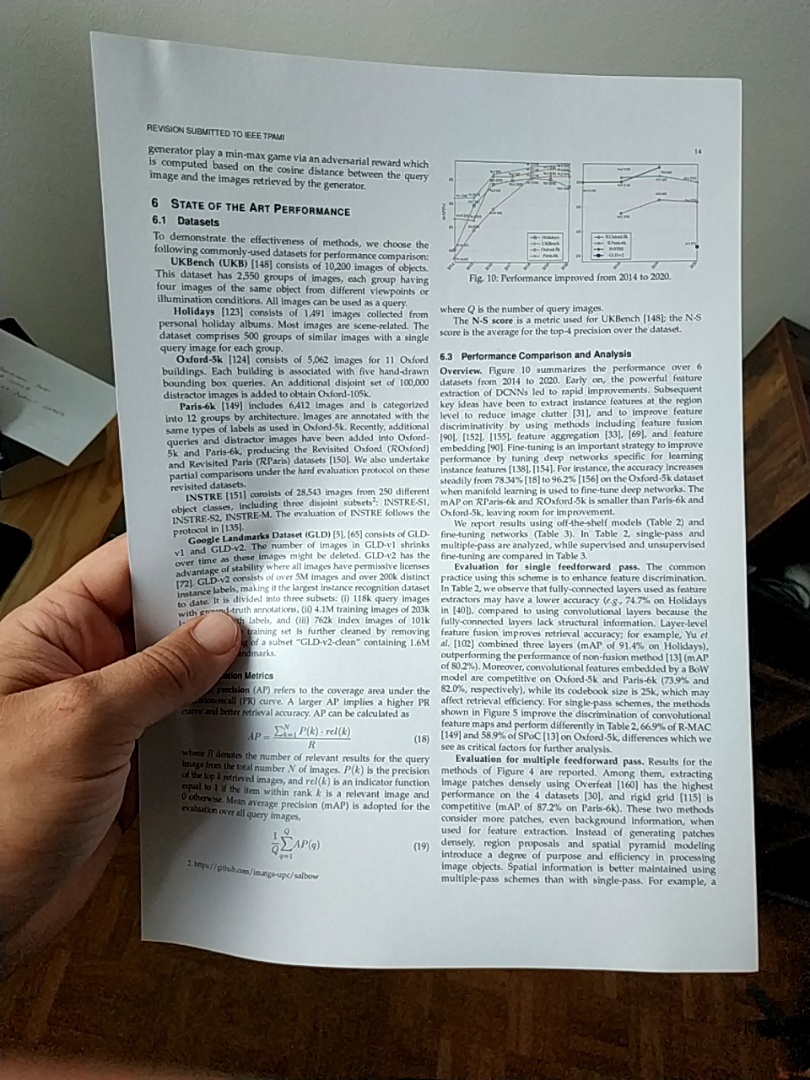 REVISION SUBMITTED TO IEEE TPAMI
14
generator play a min-max game via an adversarial reward which
is computed based on the cosine distance between the query
image and the images retrieved by the generator.
6 STATE OF THE ART PERFORMANCE
6.1 Datasets
To demonstrate the effectiveness of methods, we choose the
following commonly-used datasets for performance comparison:
UKBench (UKB) [148] consists of 10,200 images of objects.
This dataset has 2,550 groups of images, each group having
four images of the same object from different viewpoints or
illumination conditions. All images can be used as a query.
Holidays [123] consists of 1,491 images collected from
personal holiday albums. Most images are scene-related. The
dataset comprises 500 groups of similar images with a single
query image for each group.
Oxford-5k [124] consists of 5,062 images for 11 Oxford
buildings. Each building is associated with five hand-drawn
bounding box queries. An additional disjoint set of 100,000
distractor images is added to obtain Oxford-105k.
Paris-6k [149] includes 6,412 images and is categorized
into 12 groups by architecture. Images are annotated with the
same types of labels as used in Oxford-5k. Recently, additional
queries and distractor images have been added into Oxford-
5k and Paris-6k, producing the Revisited Oxford (ROxford)
and Revisited Paris (RParis) datasets [150]. We also undertake
partial comparisons under the hard evaluation protocol on these
revisited datasets.
INSTRE [151] consists of 28,543 images from 250 different
object classes, including three disjoint subsets²: INSTRE-S1,
INSTRE-S2, INSTRE-M. The evaluation of INSTRE follows the
protocol in [135].
Google Landmarks Dataset (GLD) [5], [65] consists of GLD-
v1 and GLD-v2. The number of images in GLD-v1 shrinks
over time as these images might be deleted. GLD-v2 has the
advantage of stability where all images have permissive licenses
[72]. GLD-v2 consists of over 5M images and over 200k distinct
instance labels, making it the largest instance recognition dataset
to date. It is divided into three subsets: (i) 118k query images
with ground-truth annotations, (ii) 4.1M training images of 203k
labels, and (iii) 762k index images of 101k
training set is further cleaned by removing
of a subset "GLD-v2-clean" containing 1.6M
Metrics
precision (AP) refers to the coverage area under the
(PR) curve. A larger AP implies a higher PR
curve and better retrieval accuracy. AP can be calculated as
AP = ∑ᴺₖ₌₁ P(k) · rel(k) / R (18)
where R denotes the number of relevant results for the query
image from the total number N of images. P(k) is the precision
of the top k retrieved images, and rel(k) is an indicator function
equal to 1 if the item within rank k is a relevant image and
0 otherwise. Mean average precision (mAP) is adopted for the
evaluation over all query images,
1/Q ∑ AP(q) (19)
q=1
2. https://github.com/imatge-upc/salbow
Holidays
UKBench
Oxford-5k
Paris-6k
ROxford-5k
RParis-6k
INSTRE
Fig. 10: Performance improved from 2014 to 2020.
where Q is the number of query images.
The N-S score is a metric used for UKBench [148]; the N-S
score is the average for the top-4 precision over the dataset.
6.3 Performance Comparison and Analysis
Overview. Figure 10 summarizes the performance over 6
datasets from 2014 to 2020. Early on, the powerful feature
extraction of DCNNs led to rapid improvements. Subsequent
key ideas have been to extract instance features at the region
level to reduce image clutter [31], and to improve feature
discriminativity by using methods including feature fusion
[90], [152], [155], feature aggregation [33], [69], and feature
embedding [90]. Fine-tuning is an important strategy to improve
performance by tuning deep networks specific for learning
instance features [138], [154]. For instance, the accuracy increases
steadily from 78.34% [18] to 96.2% [156] on the Oxford-5k dataset
when manifold learning is used to fine-tune deep networks. The
mAP on RParis-6k and ROxford-5k is smaller than Paris-6k and
Oxford-5k, leaving room for improvement.
We report results using off-the-shelf models (Table 2) and
fine-tuning networks (Table 3). In Table 2, single-pass and
multiple-pass are analyzed, while supervised and unsupervised
fine-tuning are compared in Table 3.
Evaluation for single feedforward pass. The common
practice using this scheme is to enhance feature discrimination.
In Table 2, we observe that fully-connected layers used as feature
extractors may have a lower accuracy (e.g., 74.7% on Holidays
in [40]), compared to using convolutional layers because the
fully-connected layers lack structural information. Layer-level
feature fusion improves retrieval accuracy; for example, Yu et
al. [102] combined three layers (mAP of 91.4% on Holidays),
outperforming the performance of non-fusion method [13] (mAP
of 80.2%). Moreover, convolutional features embedded by a BoW
model are competitive on Oxford-5k and Paris-6k (73.9% and
82.0%, respectively), while its codebook size is 25k, which may
affect retrieval efficiency. For single-pass schemes, the methods
shown in Figure 5 improve the discrimination of convolutional
feature maps and perform differently in Table 2, 66.9% of R-MAC
[149] and 58.9% of SPoC [13] on Oxford-5k, differences which we
see as critical factors for further analysis.
Evaluation for multiple feedforward pass. Results for the
methods of Figure 4 are reported. Among them, extracting
image patches densely using Overfeat [160] has the highest
performance on the 4 datasets [30], and rigid grid [115] is
competitive (mAP of 87.2% on Paris-6k). These two methods
consider more patches, even background information, when
used for feature extraction. Instead of generating patches
densely, region proposals and spatial pyramid modeling
introduce a degree of purpose and efficiency in processing
image objects. Spatial information is better maintained using
multiple-pass schemes than with single-pass. For example, a